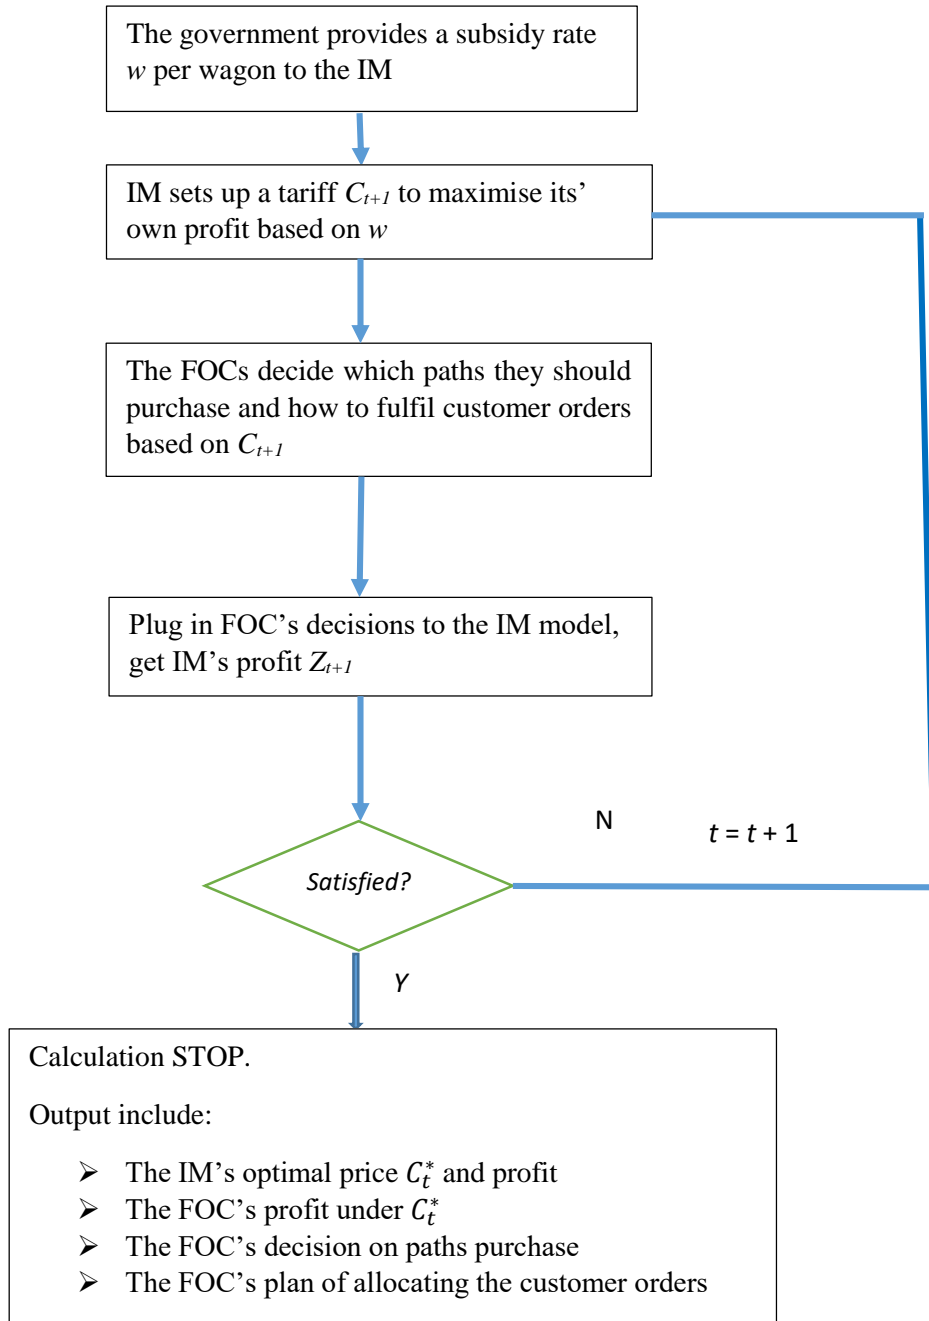 The government provides a subsidy rate
w per wagon to the IM
IM sets up a tariff Cₜ₊₁ to maximise its’
own profit based on w
The FOCs decide which paths they should
purchase and how to fulfil customer orders
based on Cₜ₊₁
Plug in FOC’s decisions to the IM model,
get IM’s profit Zₜ₊₁
N
t = t + 1
Satisfied?
Y
Calculation STOP.
Output include:
➢ The IM’s optimal price Cₜ* and profit
➢ The FOC’s profit under Cₜ*
➢ The FOC’s decision on paths purchase
➢ The FOC’s plan of allocating the customer orders